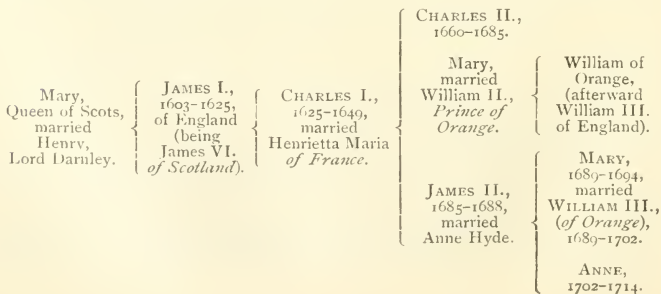 Mary,
Queen of Scots,
married
Henry,
Lord Darnley.
JAMES I.,
1603–1625,
of England
(being
James VI.
of Scotland).
CHARLES I.,
1625–1649,
married
Henrietta Maria
of France.
CHARLES II.,
1660–1685.
Mary,
married
William II.,
Prince of
Orange.
William of
Orange,
(afterward
William III.
of England).
JAMES II.,
1685–1688,
married
Anne Hyde.
MARY,
1689–1694,
married
WILLIAM III.,
(of Orange),
1689–1702.
ANNE,
1702–1714.